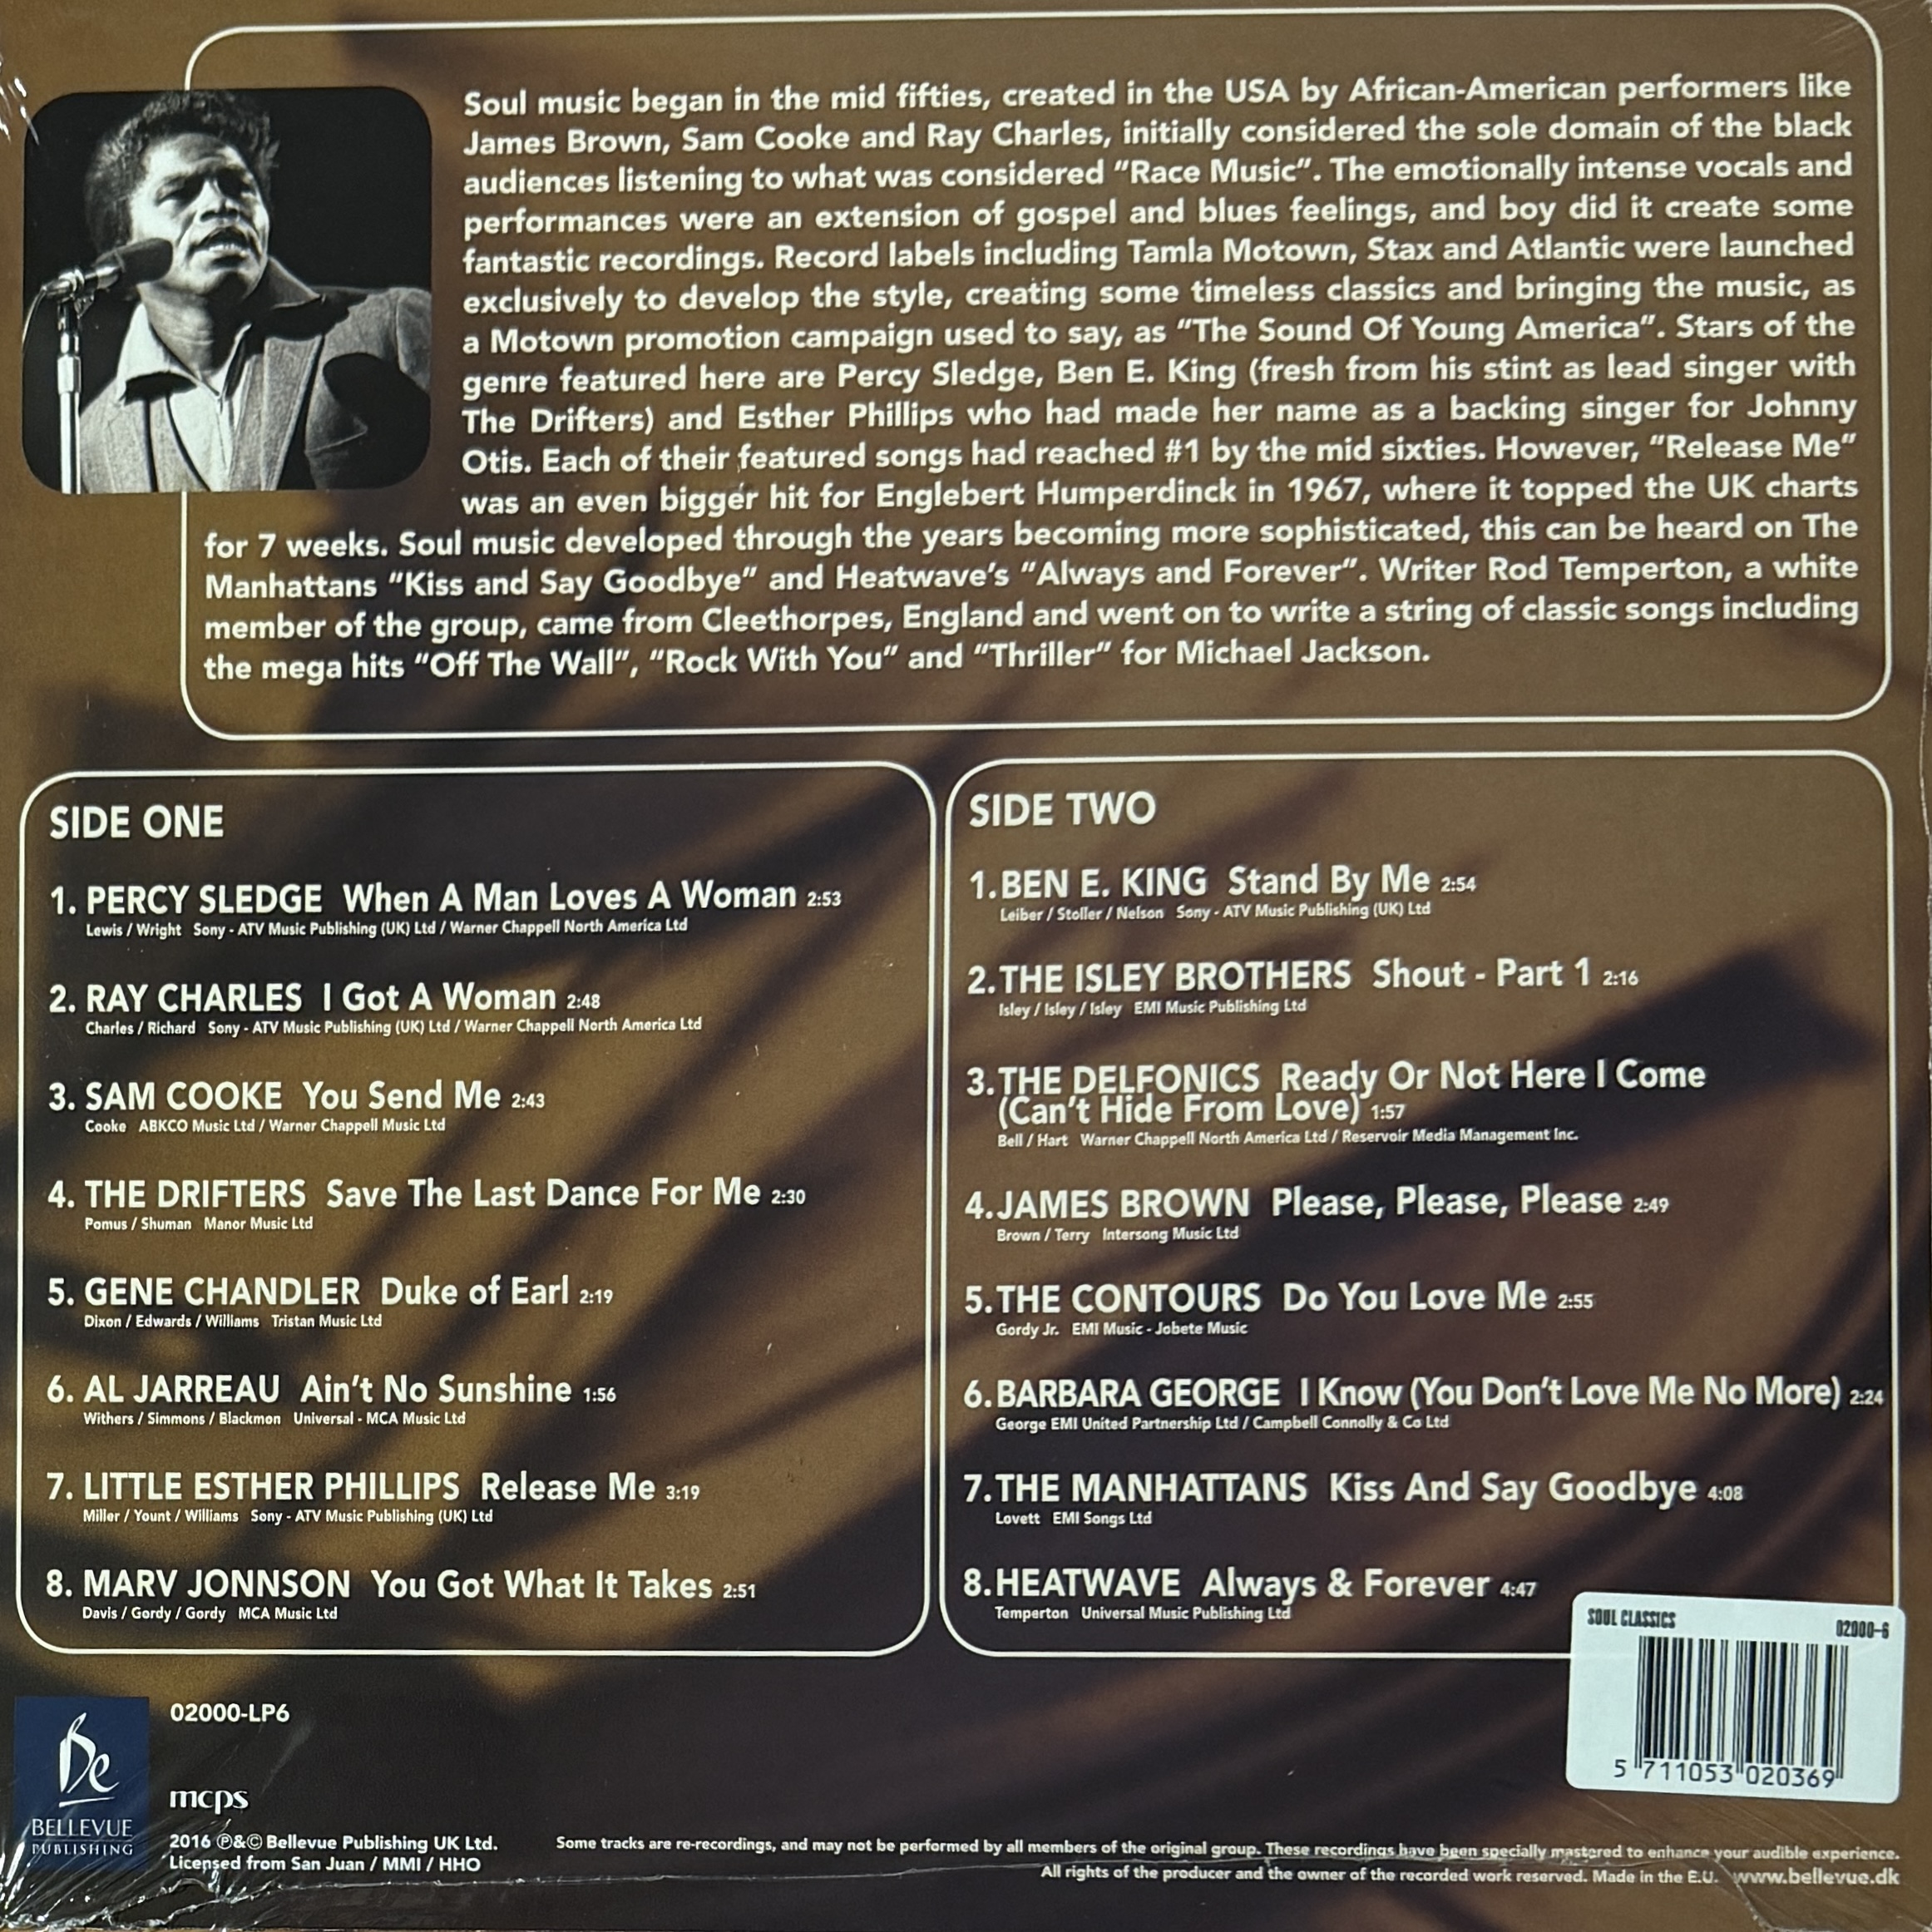 Soul music began in the mid fifties, created in the USA by African-American performers like
James Brown, Sam Cooke and Ray Charles, initially considered the sole domain of the black
audiences listening to what was considered “Race Music”. The emotionally intense vocals and
performances were an extension of gospel and blues feelings, and boy did it create some
fantastic recordings. Record labels including Tamla Motown, Stax and Atlantic were launched
exclusively to develop the style, creating some timeless classics and bringing the music, as
a Motown promotion campaign used to say, as “The Sound Of Young America”. Stars of the
genre featured here are Percy Sledge, Ben E. King (fresh from his stint as lead singer with
The Drifters) and Esther Phillips who had made her name as a backing singer for Johnny
Otis. Each of their featured songs had reached #1 by the mid sixties. However, “Release Me”
was an even bigger hit for Englebert Humperdinck in 1967, where it topped the UK charts
for 7 weeks. Soul music developed through the years becoming more sophisticated, this can be heard on The
Manhattans “Kiss and Say Goodbye” and Heatwave’s “Always and Forever”. Writer Rod Temperton, a white
member of the group, came from Cleethorpes, England and went on to write a string of classic songs including
the mega hits “Off The Wall”, “Rock With You” and “Thriller” for Michael Jackson.
SIDE ONE
1. PERCY SLEDGE When A Man Loves A Woman 2:53
Lewis / Wright Sony - ATV Music Publishing (UK) Ltd / Warner Chappell North America Ltd
2. RAY CHARLES I Got A Woman 2:48
Charles / Richard Sony - ATV Music Publishing (UK) Ltd / Warner Chappell North America Ltd
3. SAM COOKE You Send Me 2:43
Cooke ABKCO Music Ltd / Warner Chappell Music Ltd
4. THE DRIFTERS Save The Last Dance For Me 2:30
Pomus / Shuman Manor Music Ltd
5. GENE CHANDLER Duke of Earl 2:19
Dixon / Edwards / Williams Tristan Music Ltd
6. AL JARREAU Ain’t No Sunshine 1:56
Withers / Simmons / Blackmon Universal - MCA Music Ltd
7. LITTLE ESTHER PHILLIPS Release Me 3:19
Miller / Yount / Williams Sony - ATV Music Publishing (UK) Ltd
8. MARV JONNSON You Got What It Takes 2:51
Davis / Gordy / Gordy MCA Music Ltd
SIDE TWO
1. BEN E. KING Stand By Me 2:54
Leiber / Stoller / Nelson Sony - ATV Music Publishing (UK) Ltd
2. THE ISLEY BROTHERS Shout - Part 1 2:16
Isley / Isley / Isley EMI Music Publishing Ltd
3. THE DELFONICS Ready Or Not Here I Come
(Can’t Hide From Love) 1:57
Bell / Hart Warner Chappell North America Ltd / Reservoir Media Management Inc.
4. JAMES BROWN Please, Please, Please 2:49
Brown / Terry Intersong Music Ltd
5. THE CONTOURS Do You Love Me 2:55
Gordy Jr. EMI Music - Jobete Music
6. BARBARA GEORGE I Know (You Don’t Love Me No More) 2:24
George EMI United Partnership Ltd / Campbell Connolly & Co Ltd
7. THE MANHATTANS Kiss And Say Goodbye 4:08
Lovett EMI Songs Ltd
8. HEATWAVE Always & Forever 4:47
Temperton Universal Music Publishing Ltd
SOUL CLASSICS 02000-6
5 711053 020369
02000-LP6
Be
BELLEVUE
PUBLISHING
mcps
2016 ℗&© Bellevue Publishing UK Ltd.
Licensed from San Juan / MMI / HHO
Some tracks are re-recordings, and may not be performed by all members of the original group. These recordings have been specially mastered to enhance your audible experience.
All rights of the producer and the owner of the recorded work reserved. Made in the E.U. www.bellevue.dk